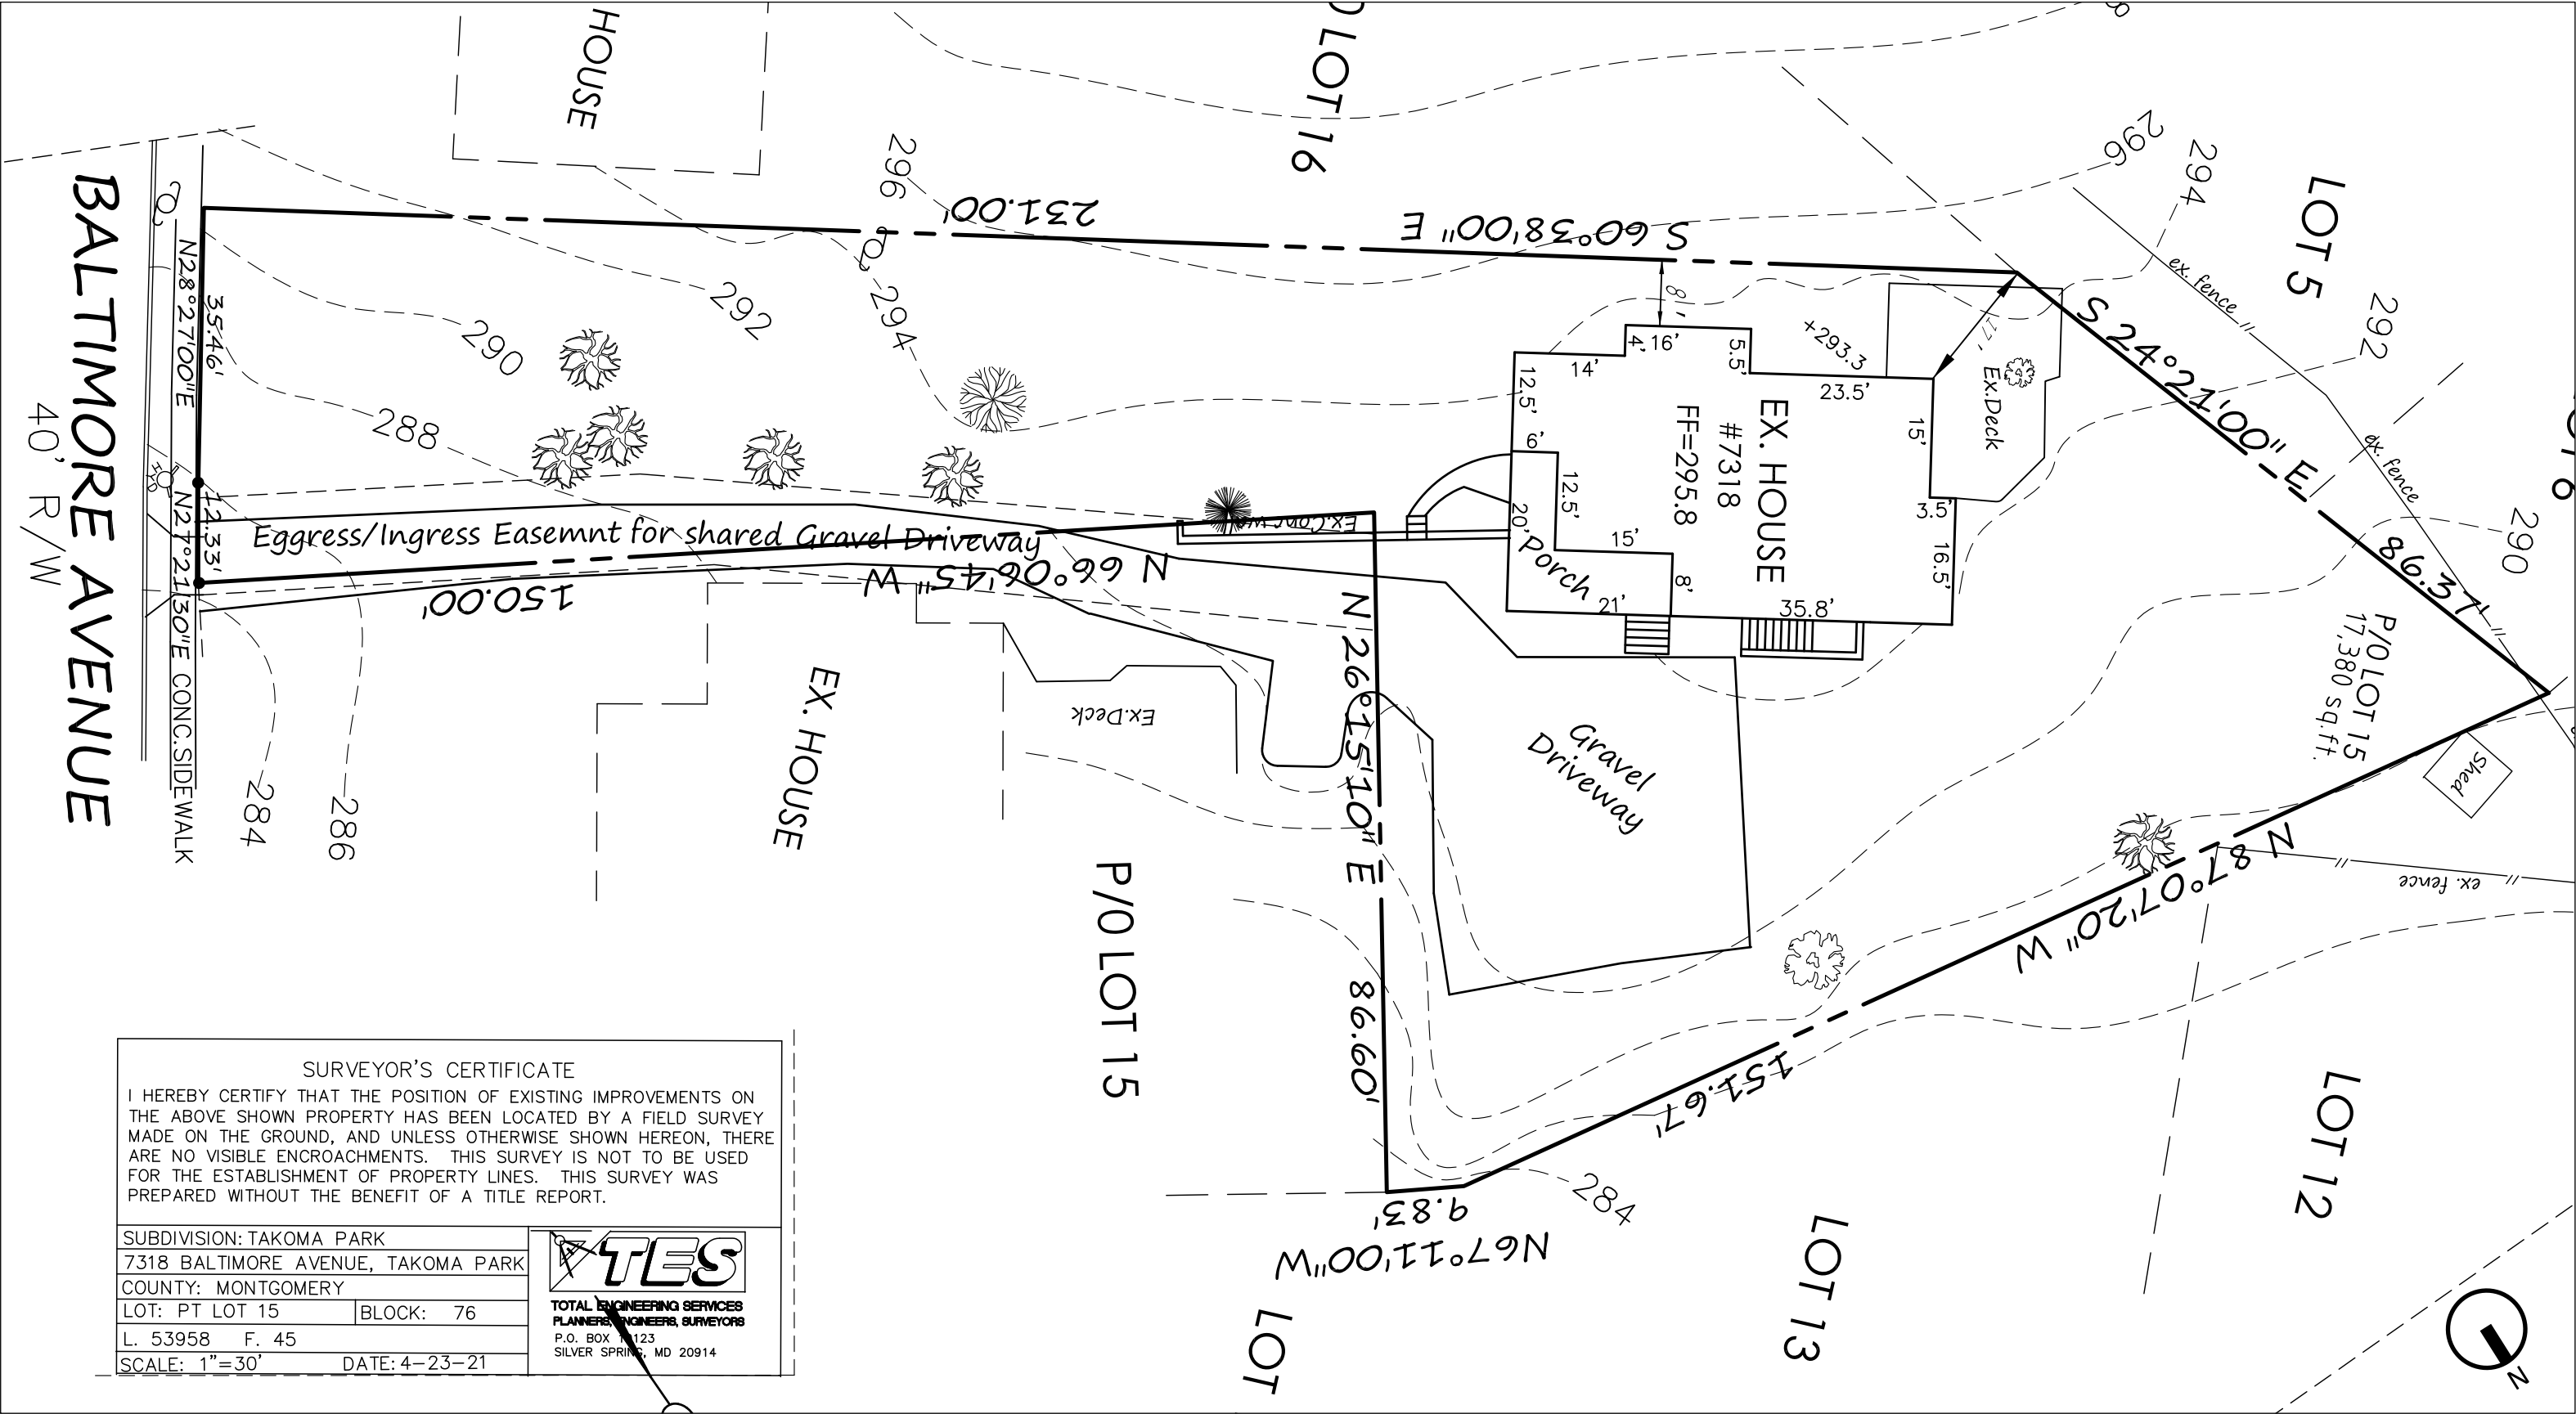 HOUSE
O LOT 16
296
231.00'
S 60°38'00" E
296
294
LOT 5
ex. fence
292
S 24°21'00" E
ex. fence
86.37'
290
P/O LOT 15
17,380 sq.ft.
Shed
BALTIMORE AVENUE
40' R/W
N28°27'00"E
35.46'
12.33'
N21°21'30"E
CONC.SIDEWALK
290
292
294
288
Eggress/Ingress Easemnt for shared Gravel Driveway
150.00'
N 66°06'45" W
286
284
EX. HOUSE
Ex.Deck
8'
14'
4'
16'
5.5'
+293.3
23.5'
17'
Ex.Deck
12.5'
6'
12.5'
20'
15'
3.5'
16.5'
15'
8'
21'
35.8'
Porch
EX. HOUSE
#7318
FF=295.8
N 26°15'10" E
86.60'
Gravel
Driveway
P/O LOT 15
N 87°07'20" W
151.67'
ex. fence
9.83'
N67°11'00"W
284
LOT 12
LOT 13
LOT
N
SURVEYOR'S CERTIFICATE
I HEREBY CERTIFY THAT THE POSITION OF EXISTING IMPROVEMENTS ON
THE ABOVE SHOWN PROPERTY HAS BEEN LOCATED BY A FIELD SURVEY
MADE ON THE GROUND, AND UNLESS OTHERWISE SHOWN HEREON, THERE
ARE NO VISIBLE ENCROACHMENTS. THIS SURVEY IS NOT TO BE USED
FOR THE ESTABLISHMENT OF PROPERTY LINES. THIS SURVEY WAS
PREPARED WITHOUT THE BENEFIT OF A TITLE REPORT.
SUBDIVISION: TAKOMA PARK
7318 BALTIMORE AVENUE, TAKOMA PARK
COUNTY: MONTGOMERY
LOT: PT LOT 15 BLOCK: 76
L. 53958 F. 45
SCALE: 1"=30' DATE: 4-23-21
TES
TOTAL ENGINEERING SERVICES
PLANNERS, ENGINEERS, SURVEYORS
P.O. BOX
SILVER SPRING, MD 20914